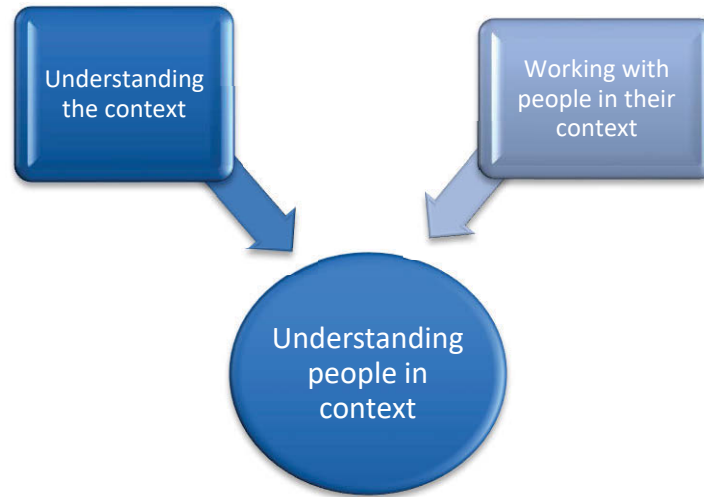 Understanding
the context
Working with
people in their
context
Understanding
people in
context